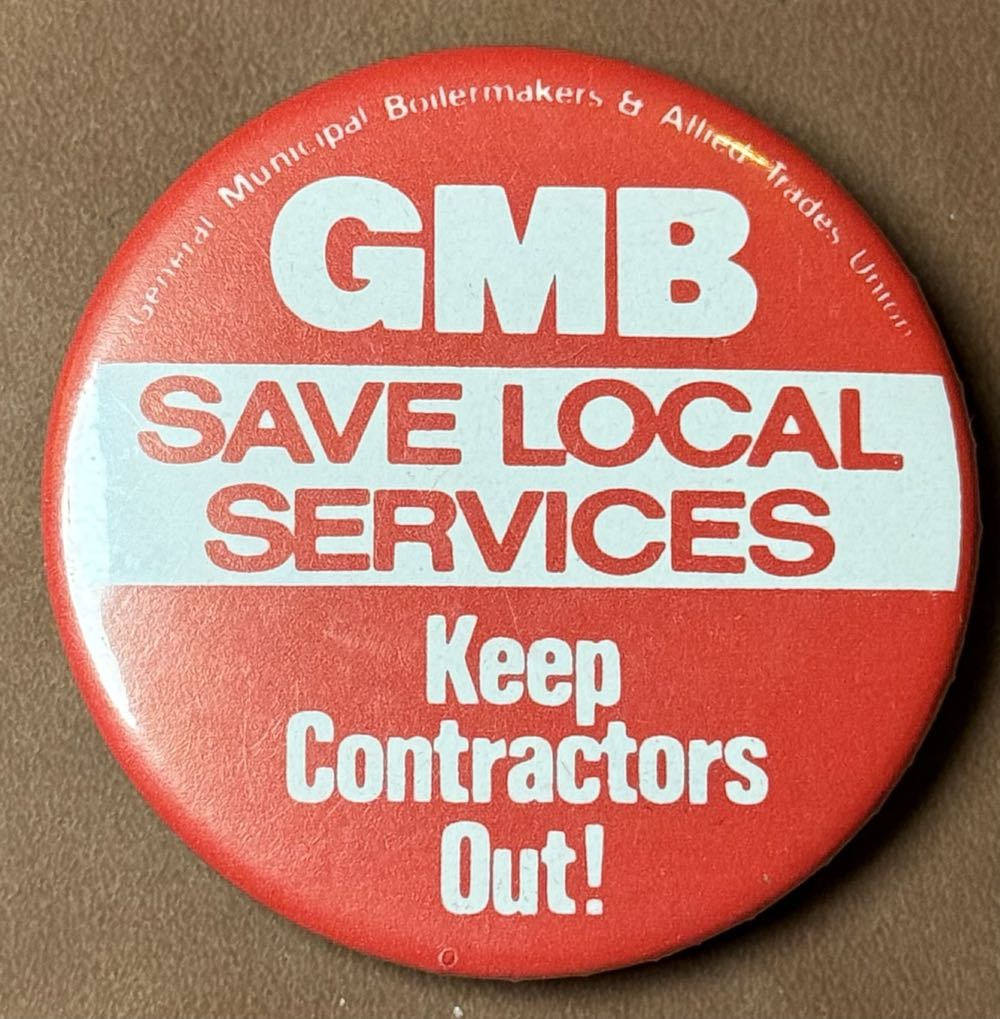 General Municipal Boilermakers & Allied Trades Union
GMB
SAVE LOCAL
SERVICES
Keep
Contractors
Out!